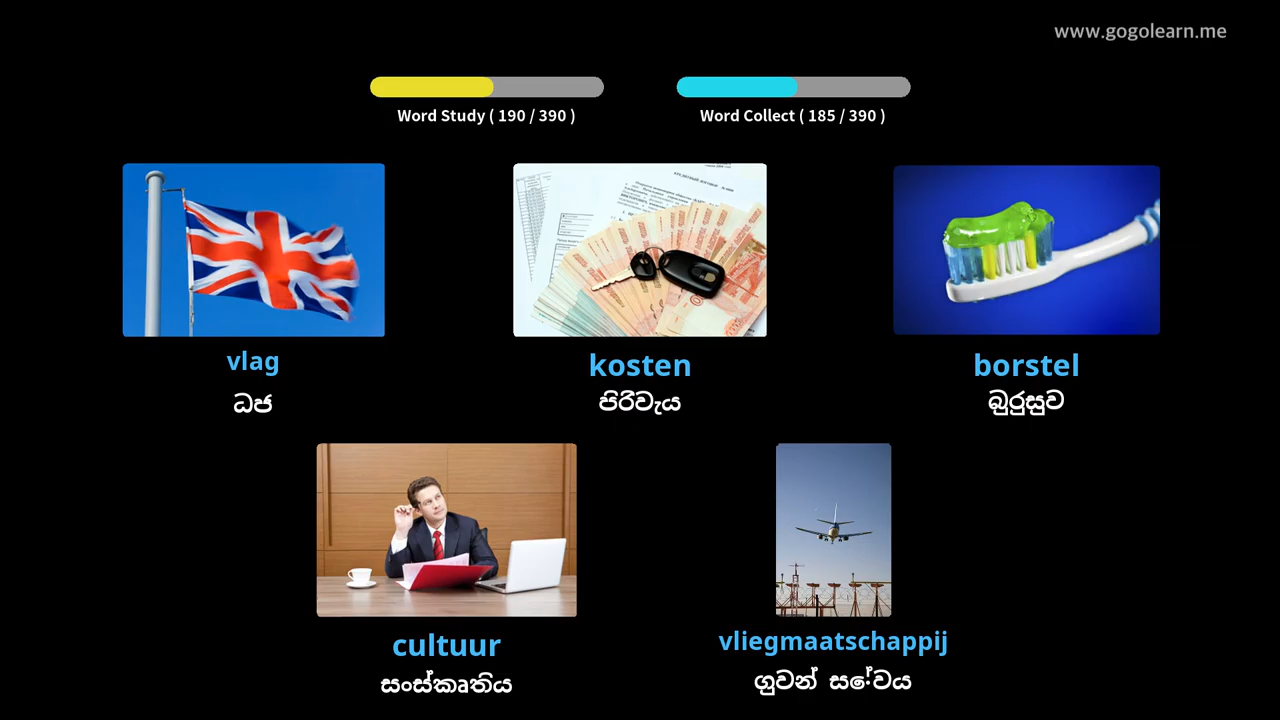 www.gogolearn.me
Word Study ( 190 / 390 )
Word Collect ( 185 / 390 )
vlag
ධජ
kosten
පිරිවැය
borstel
බුරුසුව
cultuur
සංස්කෘතිය
vliegmaatschappij
ගුවන් සේවය